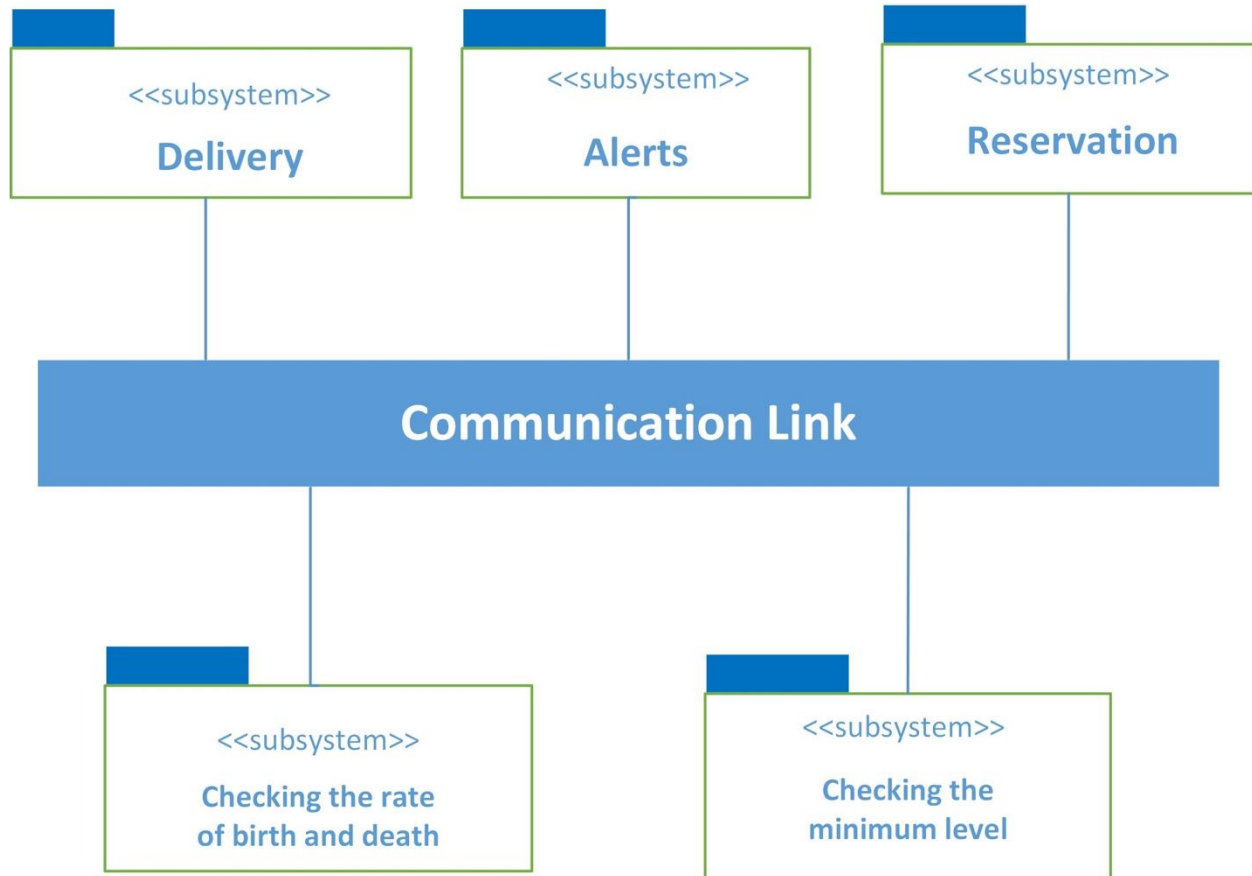 <<subsystem>>
Delivery
<<subsystem>>
Alerts
<<subsystem>>
Reservation
Communication Link
<<subsystem>>
Checking the rate
of birth and death
<<subsystem>>
Checking the
minimum level